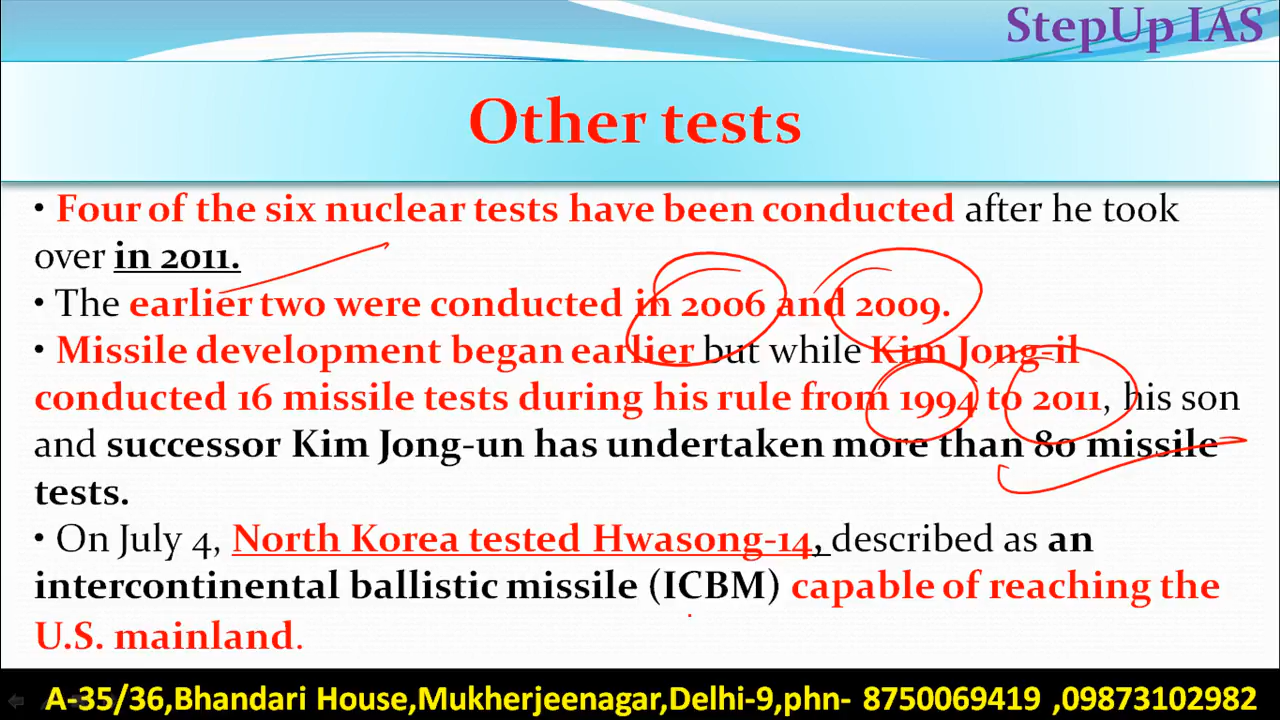 StepUp IAS
Other tests
• Four of the six nuclear tests have been conducted after he took
over in 2011.
• The earlier two were conducted in 2006 and 2009.
• Missile development began earlier but while Kim Jong-il
conducted 16 missile tests during his rule from 1994 to 2011, his son
and successor Kim Jong-un has undertaken more than 80 missile
tests.
• On July 4, North Korea tested Hwasong-14, described as an
intercontinental ballistic missile (ICBM) capable of reaching the
U.S. mainland.
A-35/36,Bhandari House,Mukherjeenagar,Delhi-9,phn- 8750069419 ,09873102982